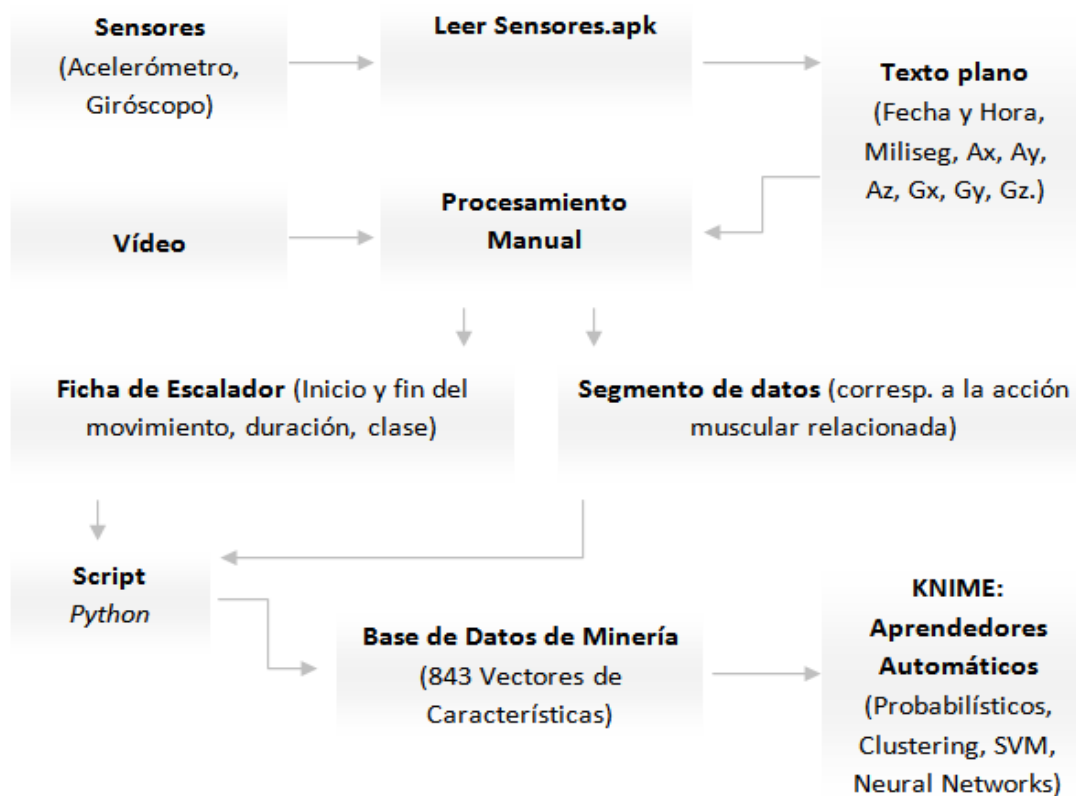 Sensores
(Acelerómetro,
Giróscopo)
Leer Sensores.apk
Texto plano
(Fecha y Hora,
Miliseg, Ax, Ay,
Az, Gx, Gy, Gz.)
Vídeo
Procesamiento
Manual
Ficha de Escalador (Inicio y fin del
movimiento, duración, clase)
Segmento de datos (corresp. a la acción
muscular relacionada)
Script
Python
Base de Datos de Minería
(843 Vectores de
Características)
KNIME:
Aprendedores
Automáticos
(Probabilísticos,
Clustering, SVM,
Neural Networks)